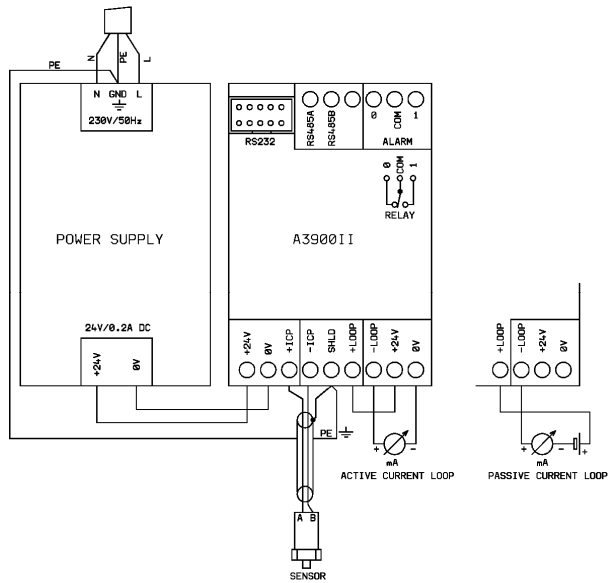 N PE L
PE
N GND L
230V/50Hz
POWER SUPPLY
24V/0.2A DC
+24V 0V
RS232
RS485A RS485B
0 COM 1
ALARM
0 COM 1
RELAY
A3900II
+24V 0V +ICP -ICP SHLD +LOOP -LOOP +24V 0V
PE
+ -
mA
ACTIVE CURRENT LOOP
A B
SENSOR
+LOOP -LOOP +24V 0V
+ - +
mA
PASSIVE CURRENT LOOP